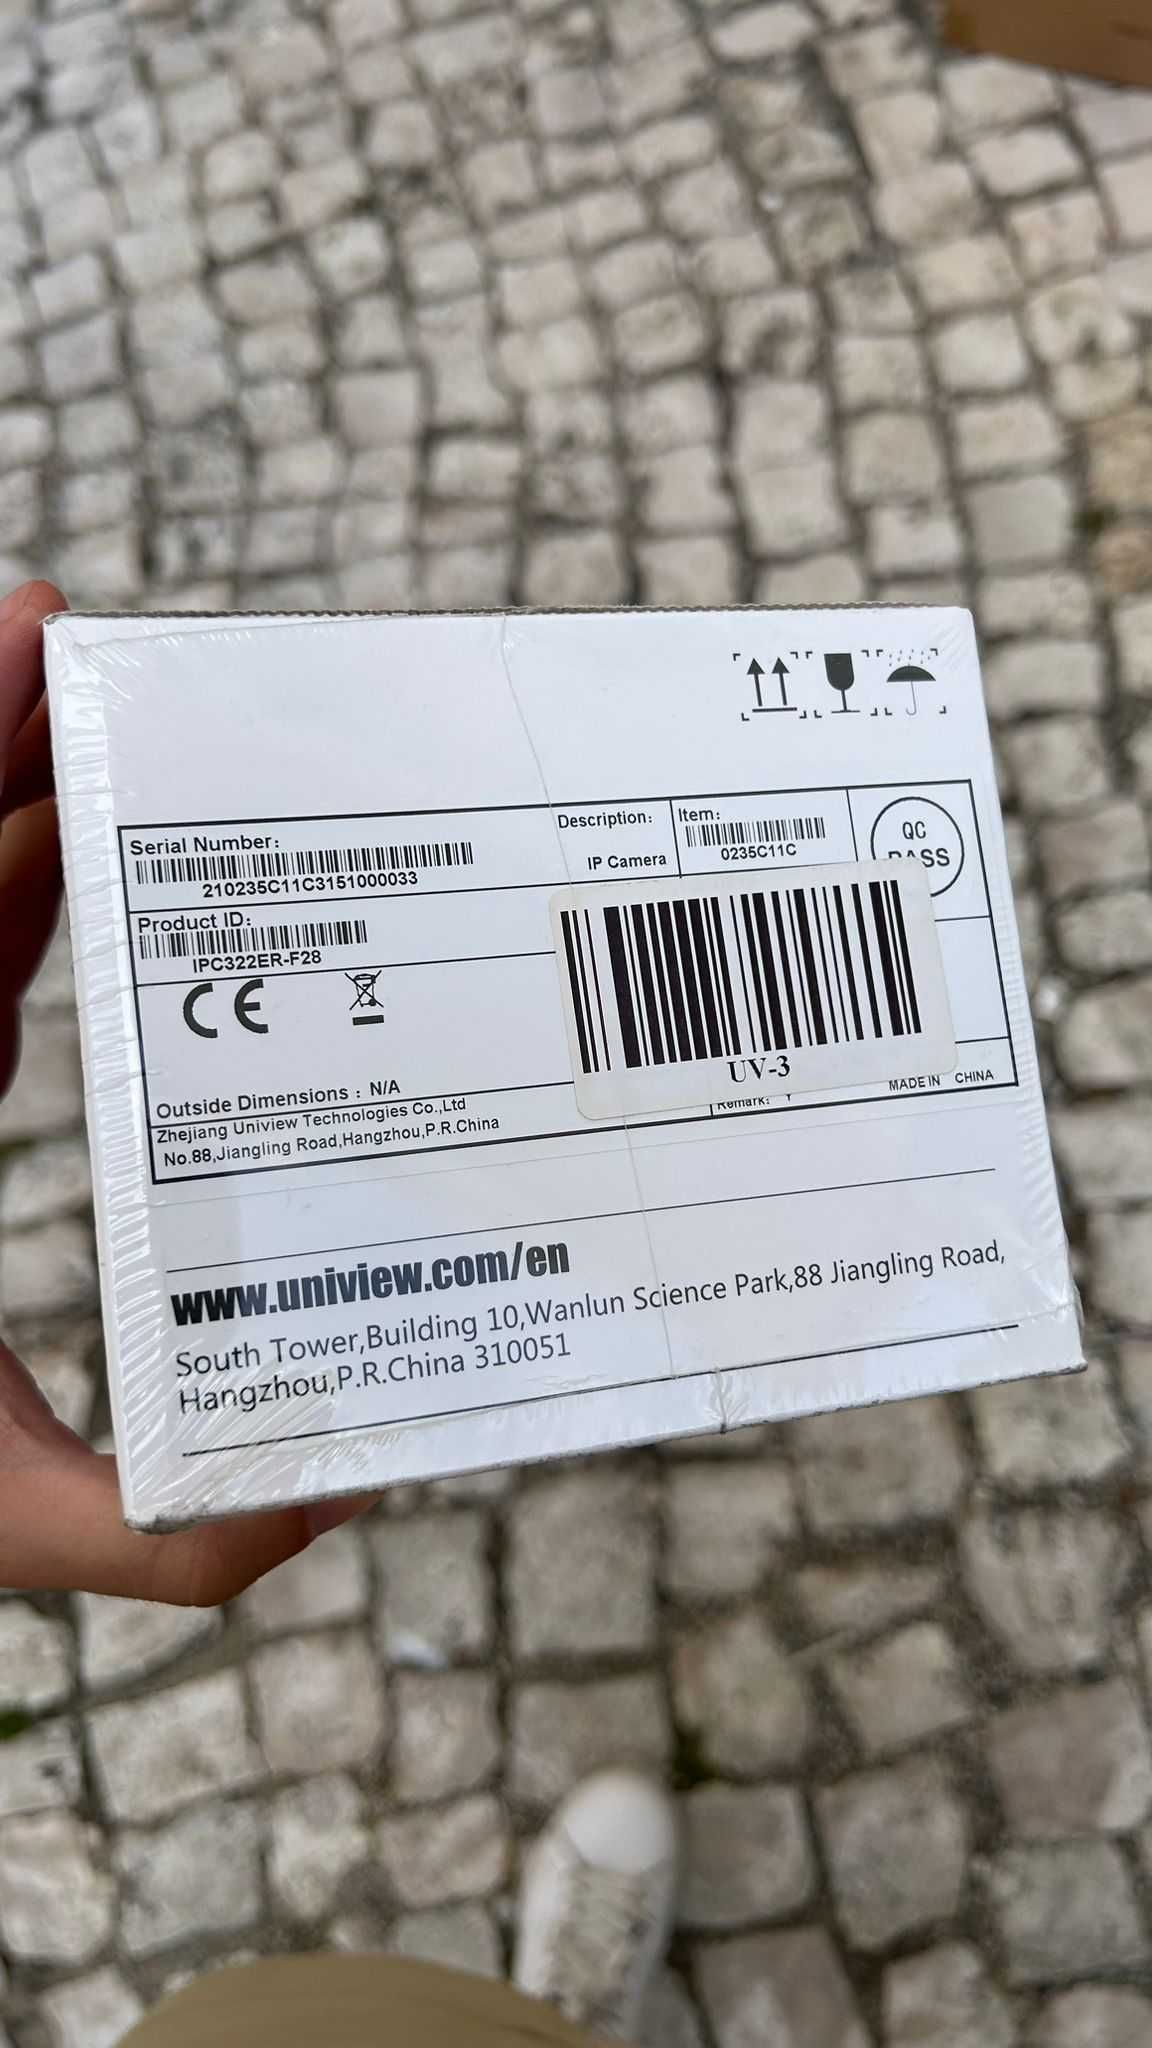 Serial Number:
210235C11C3151000033
Description:
IP Camera
Item:
0235C11C
QC
PASS
Product ID:
IPC322ER-F28
CE
UV-3
Outside Dimensions : N/A
Zhejiang Uniview Technologies Co.,Ltd
No.88,Jiangling Road,Hangzhou,P.R.China
Remark: Y
MADE IN CHINA
www.uniview.com/en
South Tower,Building 10,Wanlun Science Park,88 Jiangling Road,
Hangzhou,P.R.China 310051